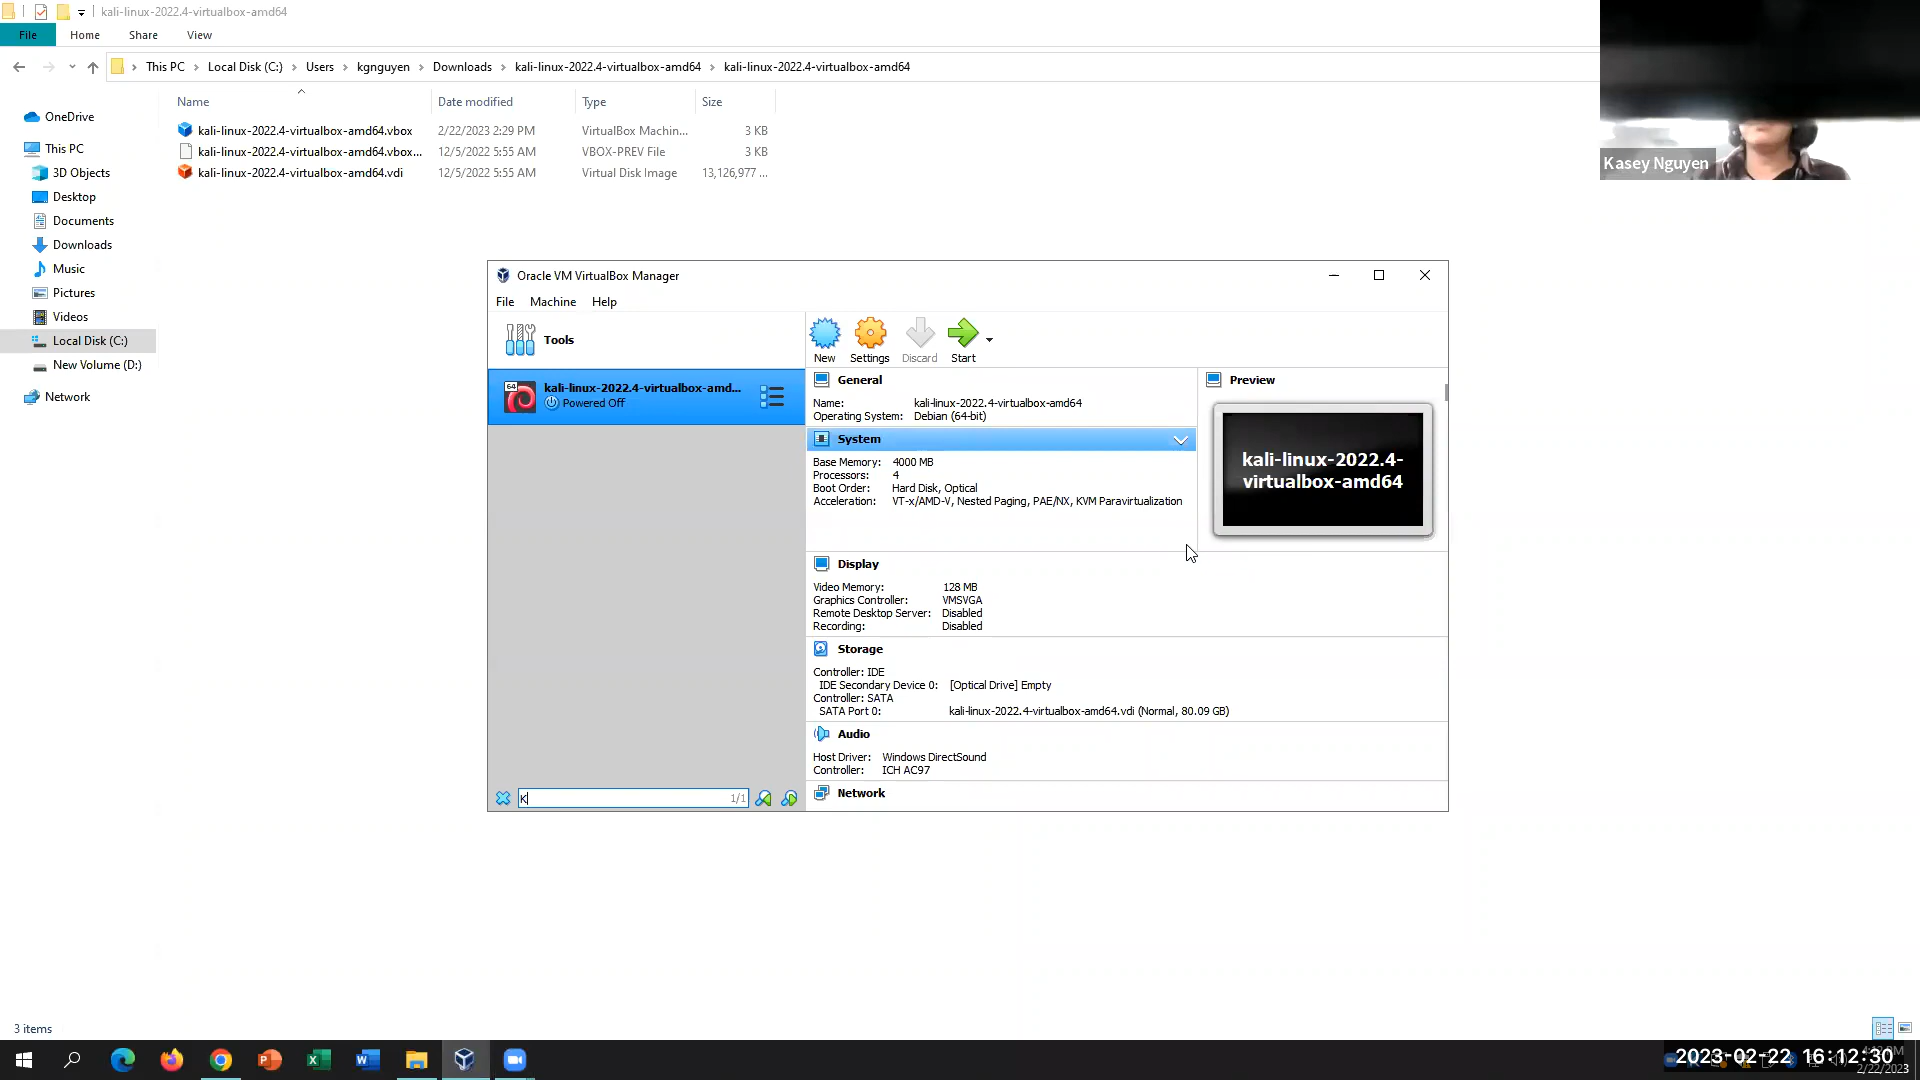 kali-linux-2022.4-virtualbox-amd64
File Home Share View
This PC Local Disk (C:) Users kgnguyen Downloads kali-linux-2022.4-virtualbox-amd64 kali-linux-2022.4-virtualbox-amd64
Name Date modified Type Size
kali-linux-2022.4-virtualbox-amd64.vbox 2/22/2023 2:29 PM VirtualBox Machin... 3 KB
kali-linux-2022.4-virtualbox-amd64.vbox... 12/5/2022 5:55 AM VBOX-PREV File 3 KB
kali-linux-2022.4-virtualbox-amd64.vdi 12/5/2022 5:55 AM Virtual Disk Image 13,126,977 ...
OneDrive
This PC
3D Objects
Desktop
Documents
Downloads
Music
Pictures
Videos
Local Disk (C:)
New Volume (D:)
Network
Kasey Nguyen
Oracle VM VirtualBox Manager
File Machine Help
Tools
New Settings Discard Start
64
kali-linux-2022.4-virtualbox-amd...
Powered Off
General
Name: kali-linux-2022.4-virtualbox-amd64
Operating System: Debian (64-bit)
System
Base Memory: 4000 MB
Processors: 4
Boot Order: Hard Disk, Optical
Acceleration: VT-x/AMD-V, Nested Paging, PAE/NX, KVM Paravirtualization
Preview
kali-linux-2022.4-
virtualbox-amd64
Display
Video Memory: 128 MB
Graphics Controller: VMSVGA
Remote Desktop Server: Disabled
Recording: Disabled
Storage
Controller: IDE
IDE Secondary Device 0: [Optical Drive] Empty
Controller: SATA
SATA Port 0: kali-linux-2022.4-virtualbox-amd64.vdi (Normal, 80.09 GB)
Audio
Host Driver: Windows DirectSound
Controller: ICH AC97
Network
K 1/1
3 items
2023-02-22 16:12:30
2/22/2023